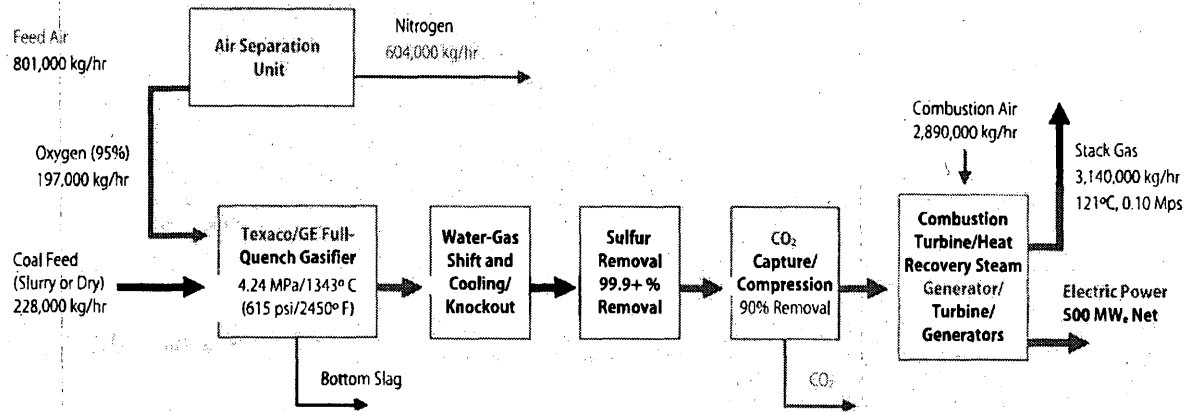 Feed Air
801,000 kg/hr
Air Separation
Unit
Nitrogen
604,000 kg/hr
Oxygen (95%)
197,000 kg/hr
Coal Feed
(Slurry or Dry)
228,000 kg/hr
Texaco/GE Full-
Quench Gasifier
4.24 MPa/1343º C
(615 psi/2450º F)
Bottom Slag
Water-Gas
Shift and
Cooling/
Knockout
Sulfur
Removal
99.9+ %
Removal
CO₂
Capture/
Compression
90% Removal
CO₂
Combustion Air
2,890,000 kg/hr
Combustion
Turbine/Heat
Recovery Steam
Generator/
Turbine/
Generators
Stack Gas
3,140,000 kg/hr
121ºC, 0.10 Mps
Electric Power
500 MWₑ Net